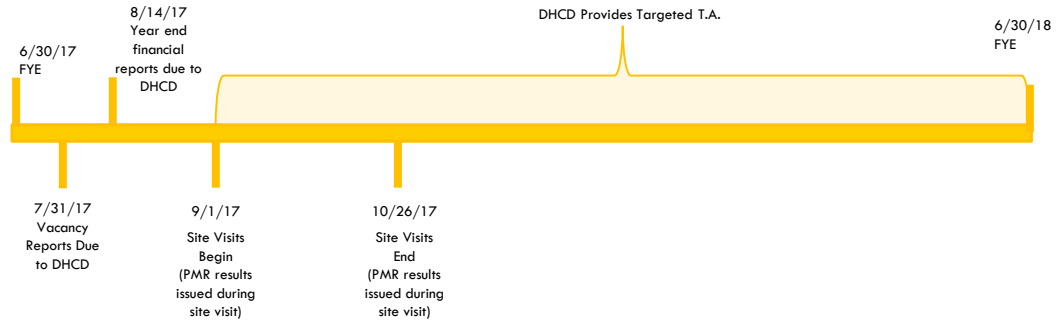 DHCD Provides Targeted T.A.
8/14/17
Year end
financial
reports due to
DHCD
6/30/17
FYE
6/30/18
FYE
7/31/17
Vacancy
Reports Due
to DHCD
9/1/17
Site Visits
Begin
(PMR results
issued during
site visit)
10/26/17
Site Visits
End
(PMR results
issued during
site visit)